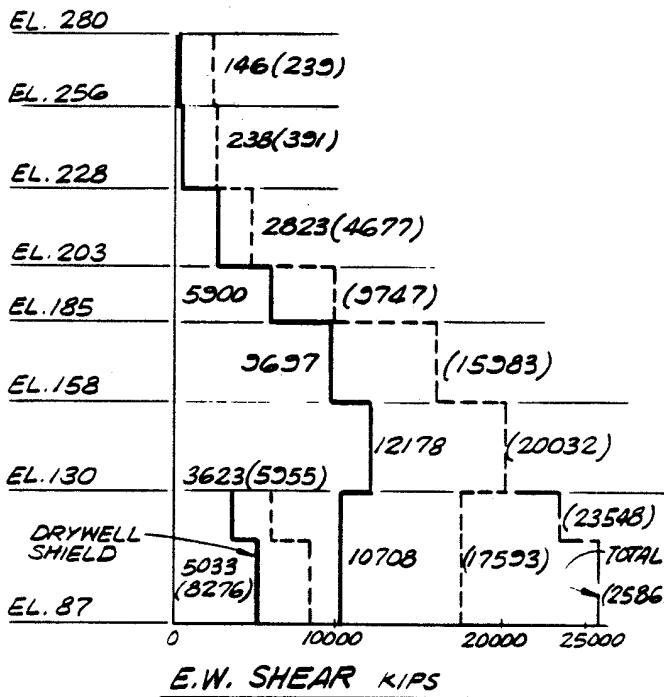 EL. 280
146(239)
EL. 256
238(391)
EL. 228
2823(4677)
EL. 203
5900
(9747)
EL. 185
9697
(15983)
EL. 158
12178
(20032)
EL. 130
3623(5955)
(23548)
DRYWELL
SHIELD
5033
(8276)
10708
(17593)
TOTAL
(2586
EL. 87
0
10000
20000
25000
E.W. SHEAR KIPS